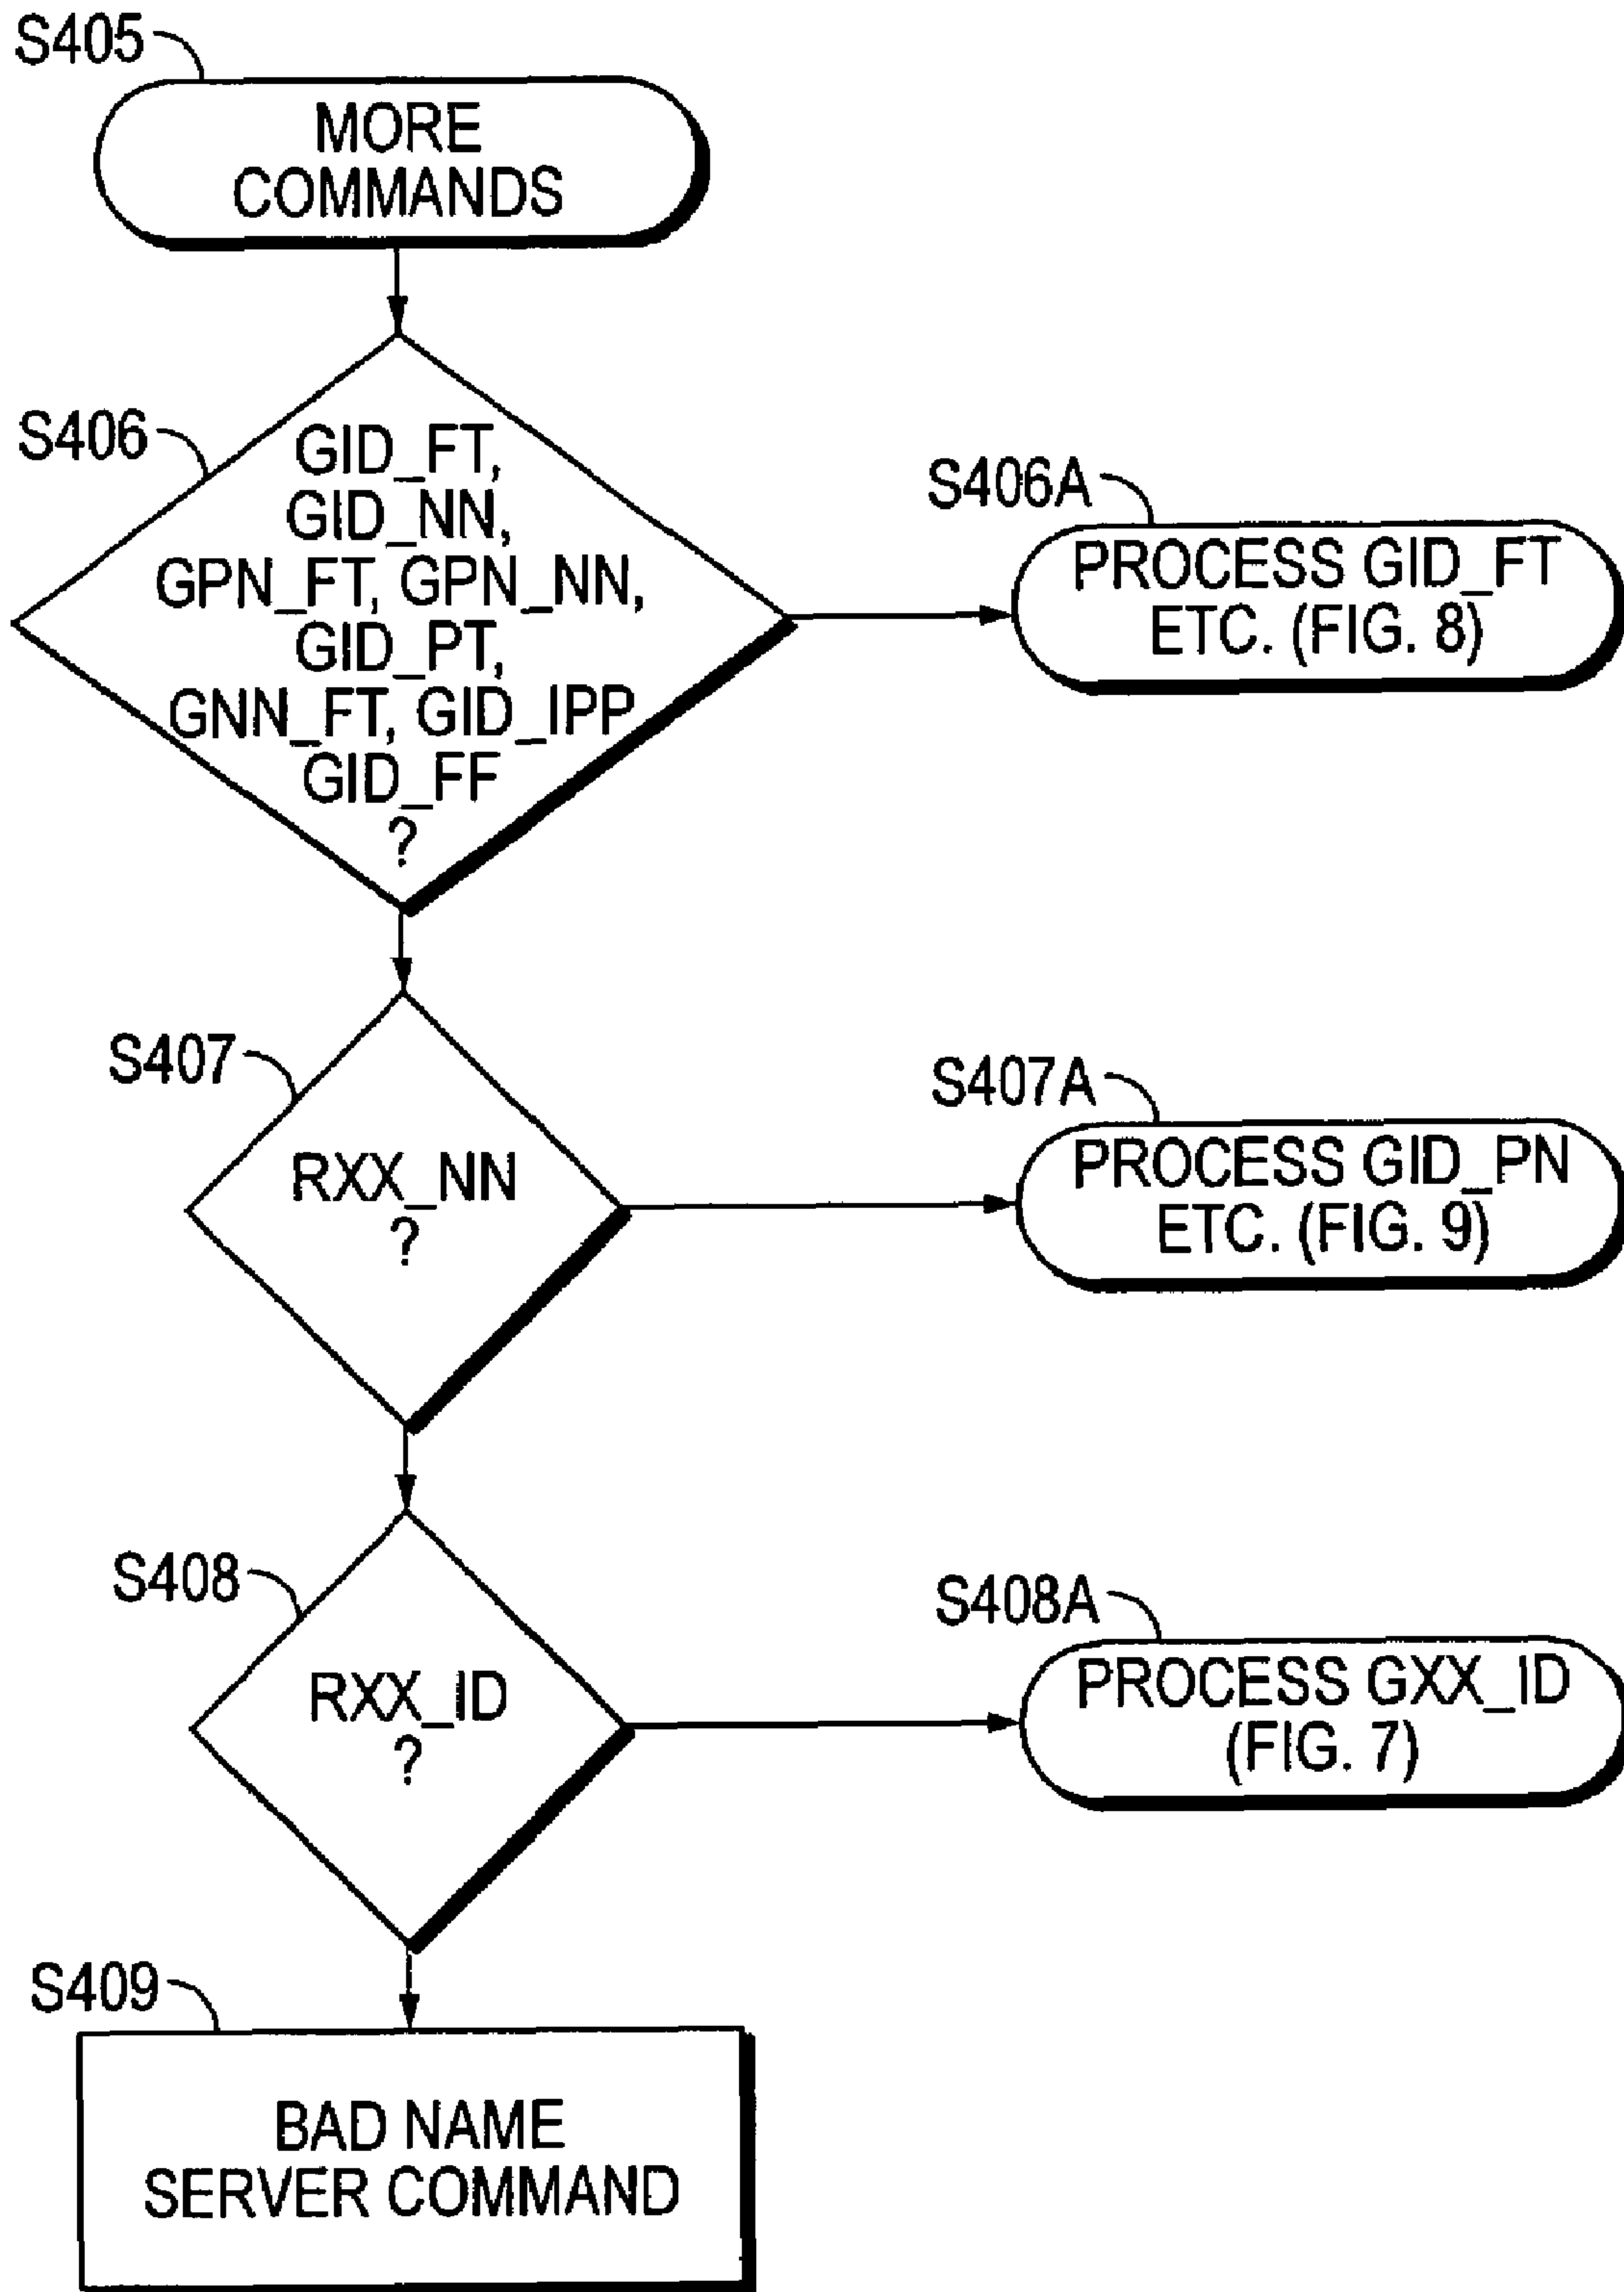 S405
MORE
COMMANDS
S406
GID_FT,
GID_NN,
GPN_FT, GPN_NN,
GID_PT,
GNN_FT, GID_IPP
GID_FF
?
S406A
PROCESS GID_FT
ETC. (FIG. 8)
S407
RXX_NN
?
S407A
PROCESS GID_PN
ETC. (FIG. 9)
S408
RXX_ID
?
S408A
PROCESS GXX_ID
(FIG. 7)
S409
BAD NAME
SERVER COMMAND